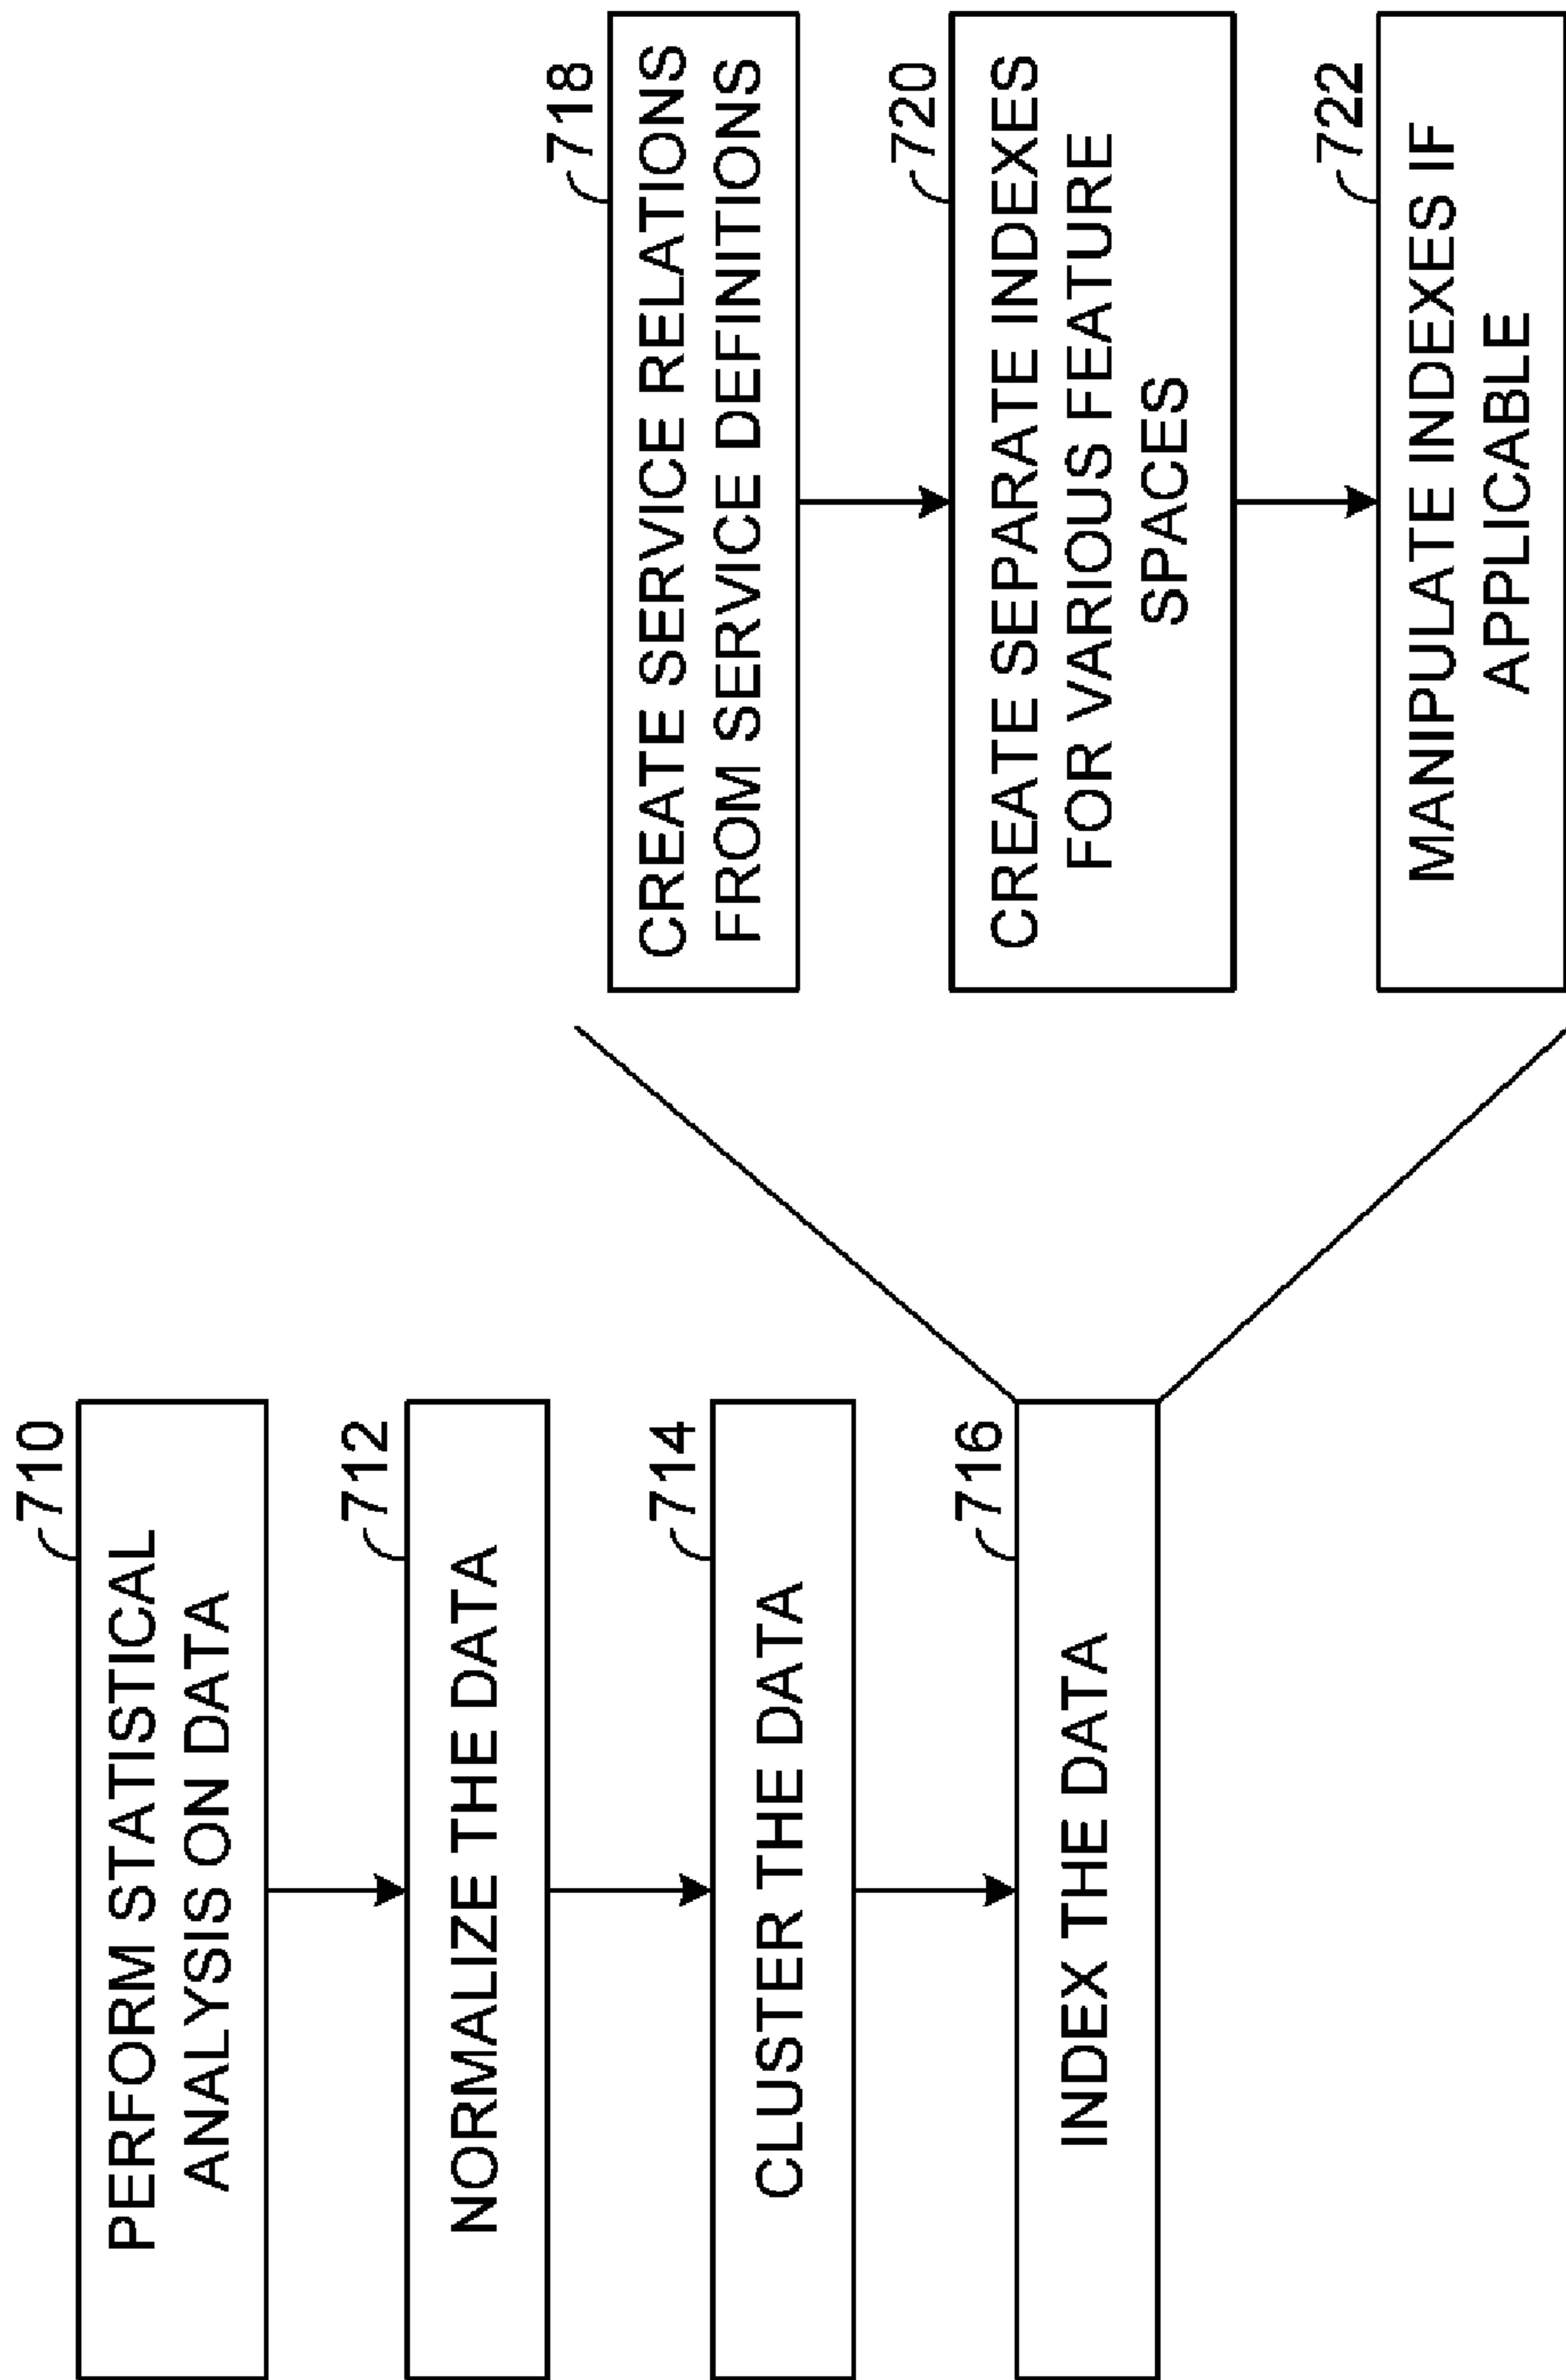 710
PERFORM STATISTICAL
ANALYSIS ON DATA
712
NORMALIZE THE DATA
714
CLUSTER THE DATA
716
INDEX THE DATA
718
CREATE SERVICE RELATIONS
FROM SERVICE DEFINITIONS
720
CREATE SEPARATE INDEXES
FOR VARIOUS FEATURE
SPACES
722
MANIPULATE INDEXES IF
APPLICABLE